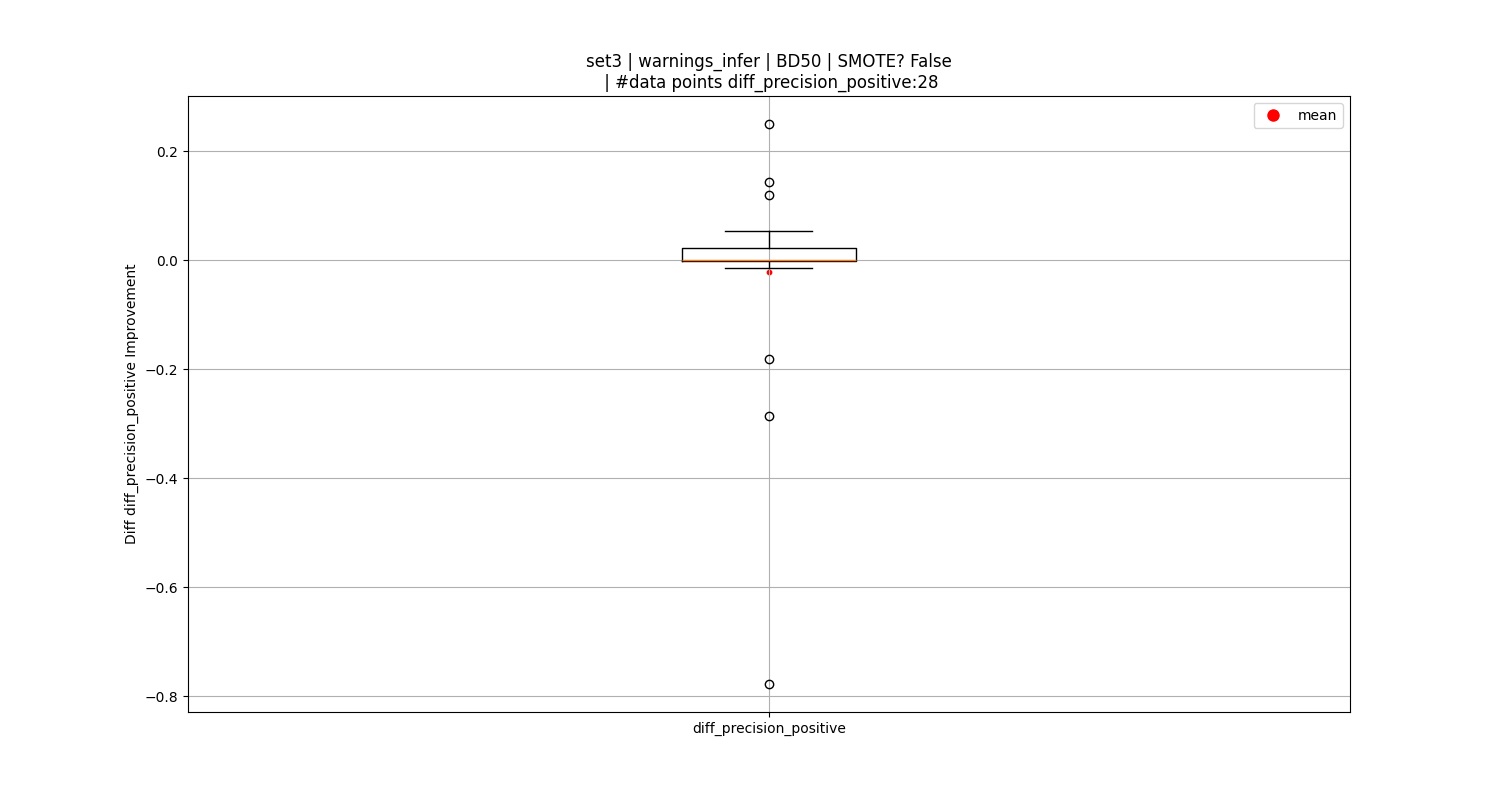 set3 | warnings_infer | BD50 | SMOTE? False
| #data points diff_precision_positive:28
mean
0.2
0.0
−0.2
−0.4
−0.6
−0.8
Diff diff_precision_positive Improvement
diff_precision_positive